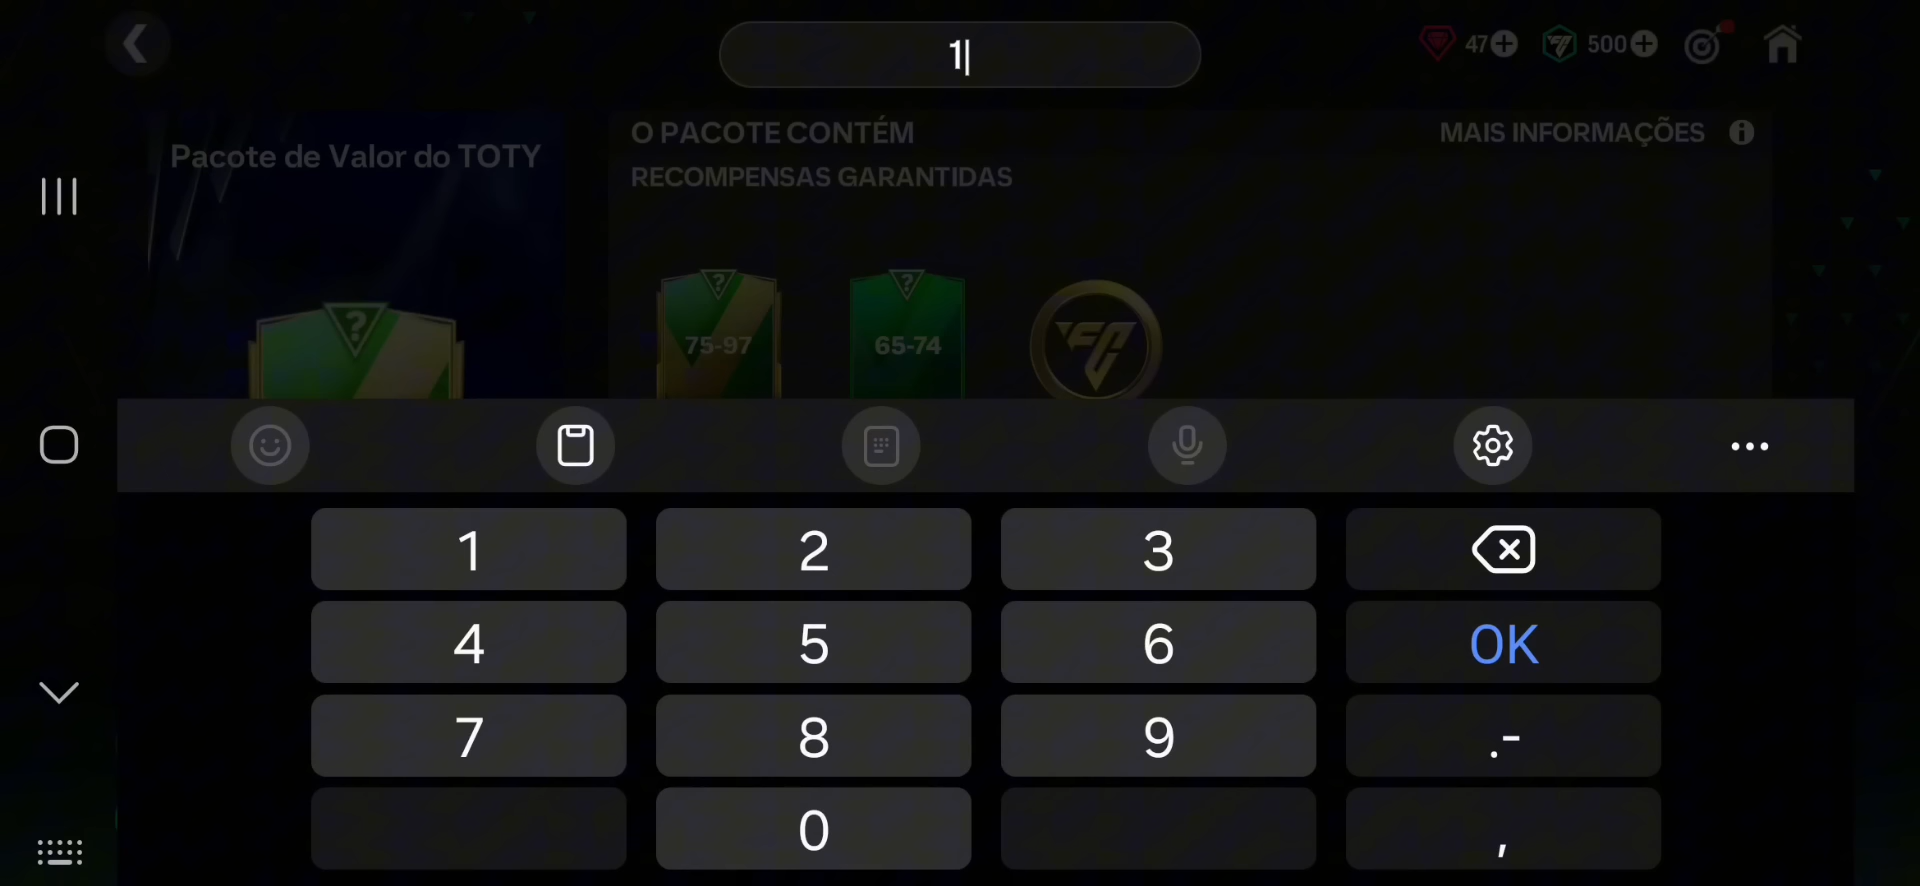 1
47
500
Pacote de Valor do TOTY
O PACOTE CONTÉM
MAIS INFORMAÇÕES
RECOMPENSAS GARANTIDAS
?
?
?
75-97
65-74
FC
1 2 3
4 5 6 OK
7 8 9 .-
0 ,